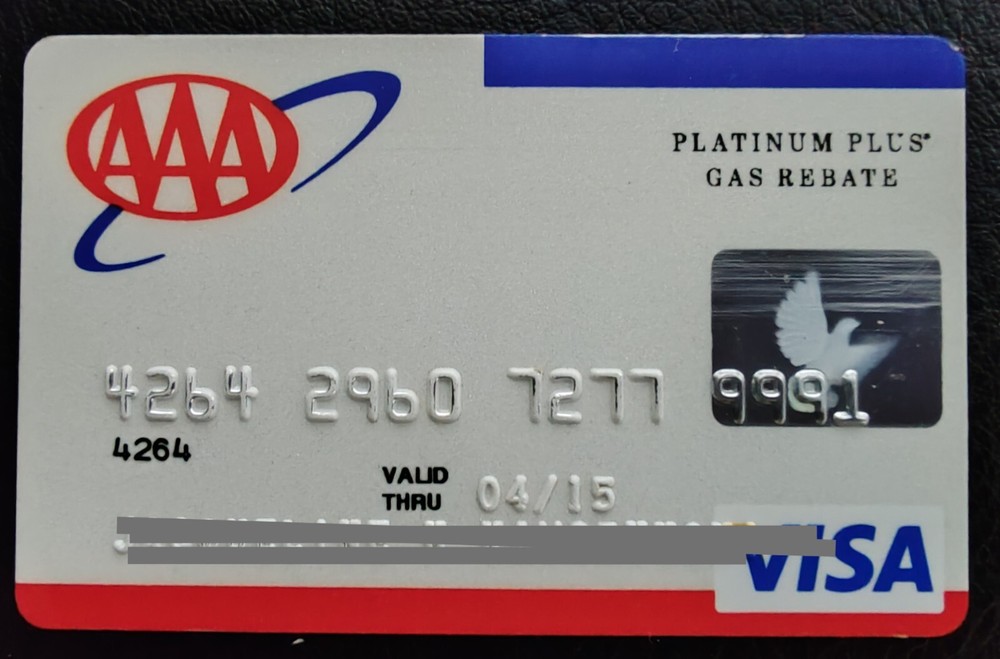 AAA
PLATINUM PLUS®
GAS REBATE
4264 2960 7277 9991
4264
VALID
THRU 04/15
VISA